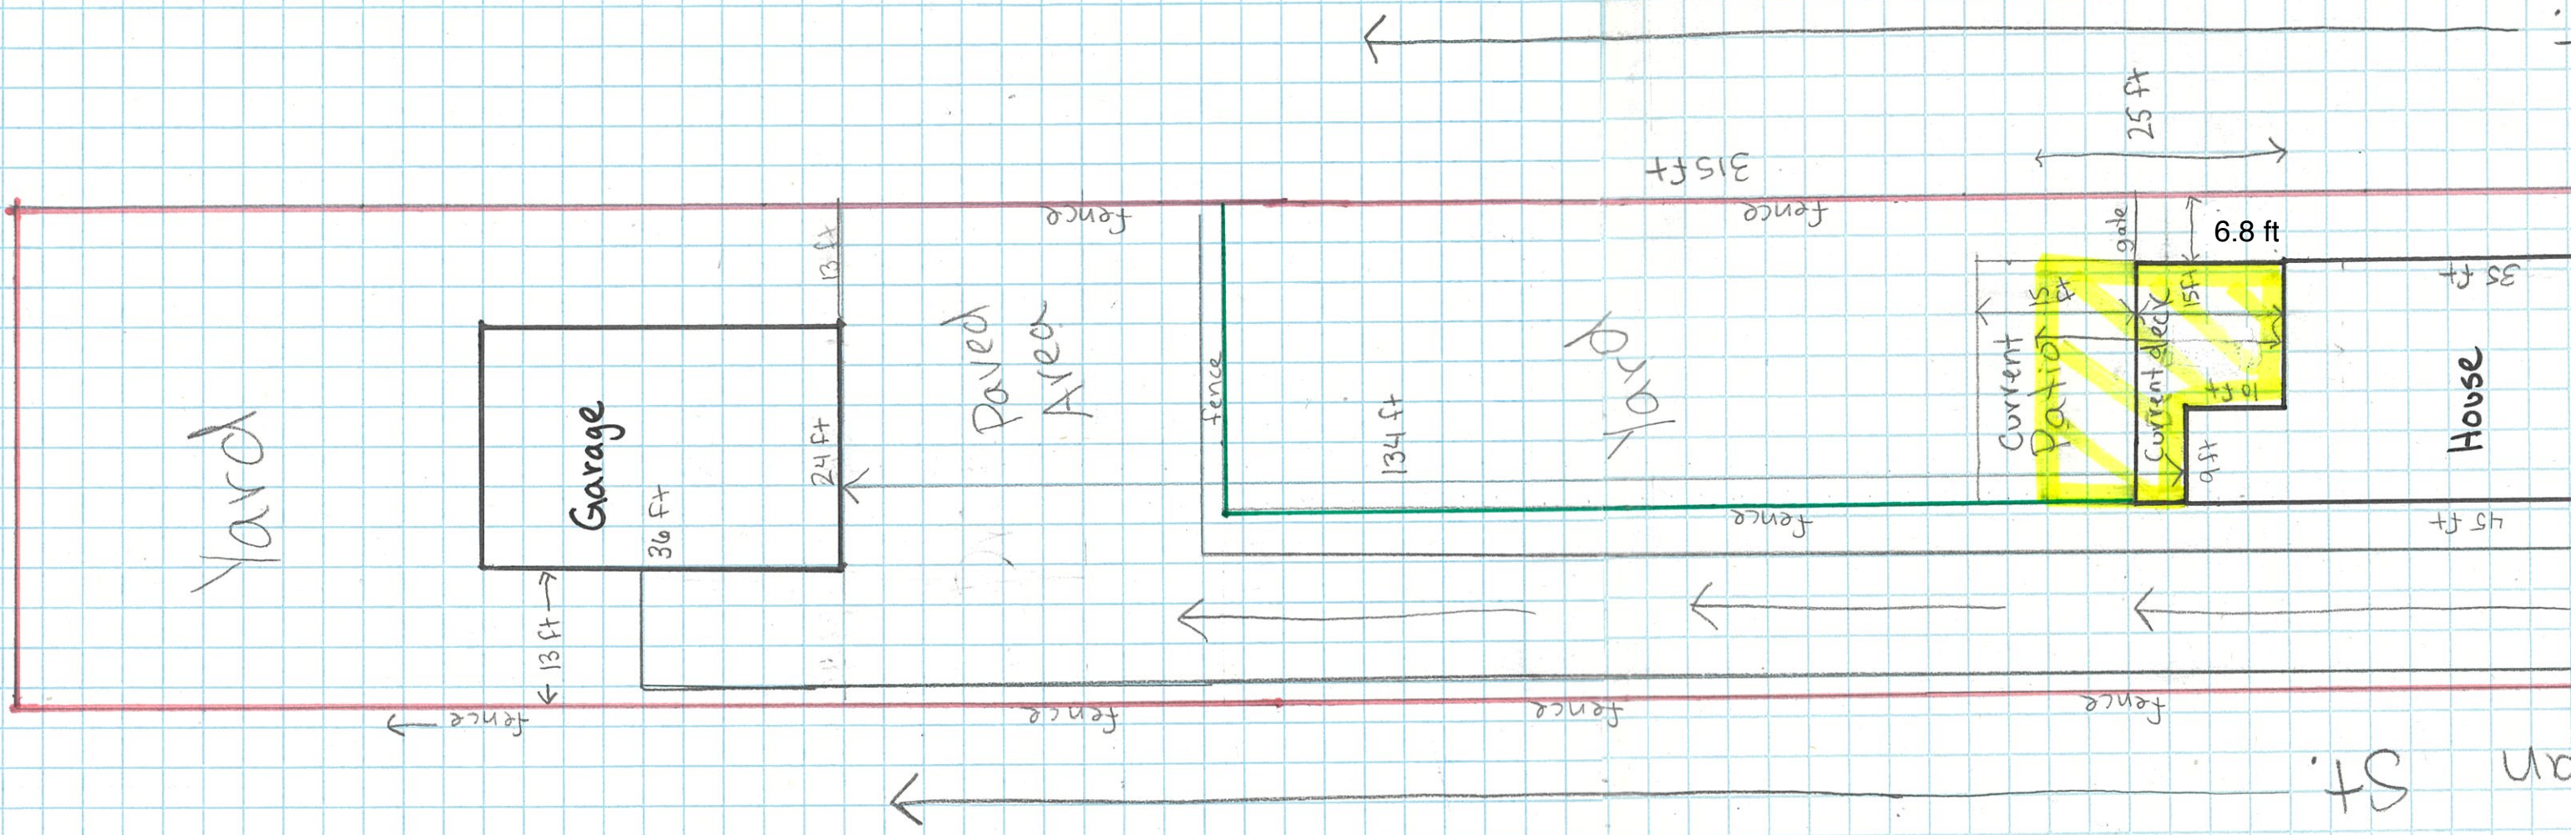 25 ft
315 ft
fence
fence
gate
6.8 ft
13 ft
35 ft
15 ft
15 ft
Paved
Area
Yard
Current
Patio
Current deck
10 ft
House
fence
134 ft
24 ft
Garage
36 ft
Yard
9 ft
45 ft
fence
13 ft
fence
fence
fence
fence
St.